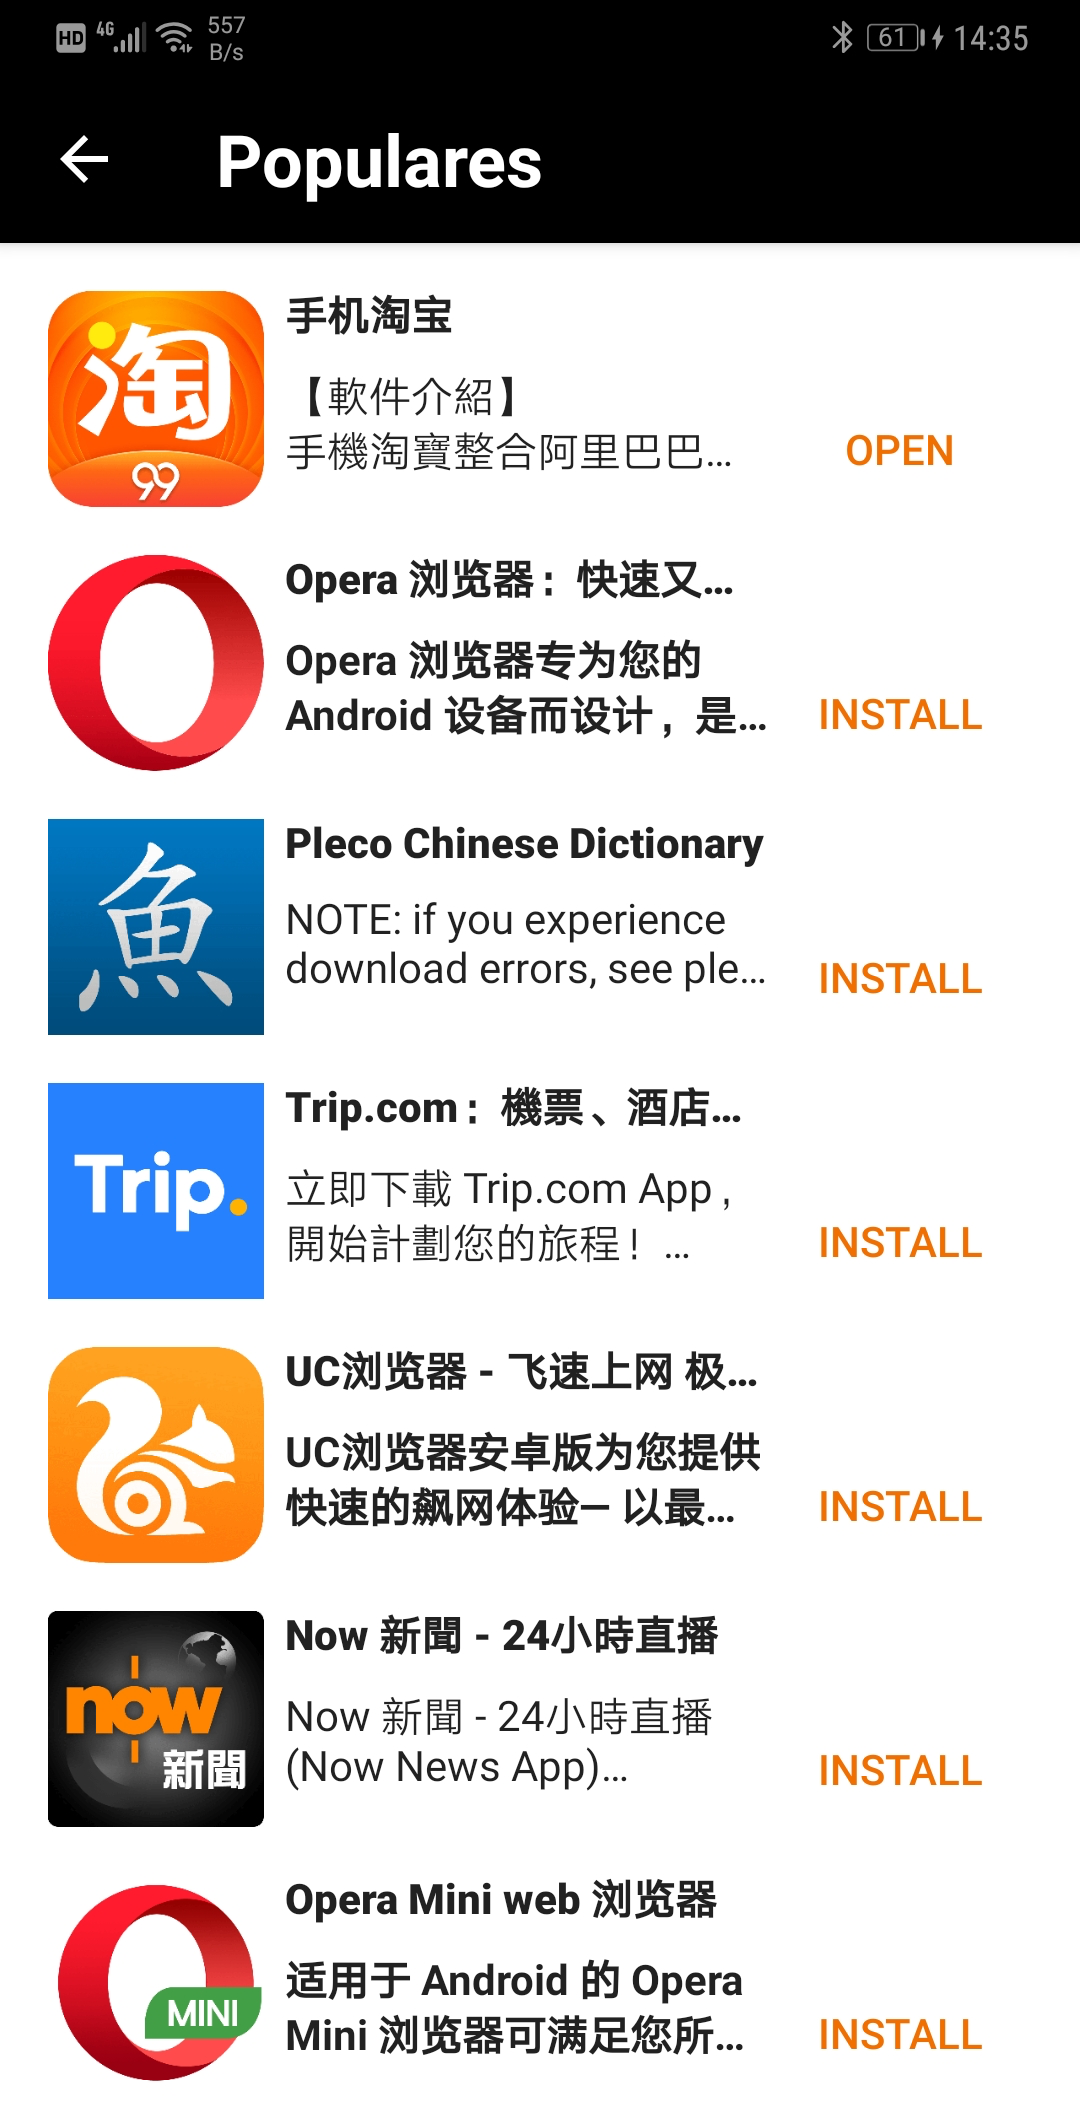 HD 4G 557 B/s 61 14:35
Populares
淘
99
手机淘宝
【軟件介紹】
手機淘寶整合阿里巴巴...
OPEN
Opera 浏览器：快速又...
Opera 浏览器专为您的
Android 设备而设计，是...
INSTALL
魚
Pleco Chinese Dictionary
NOTE: if you experience
download errors, see ple...
INSTALL
Trip.
Trip.com：機票、酒店...
立即下載 Trip.com App，
開始計劃您的旅程！...
INSTALL
UC浏览器 - 飞速上网 极...
UC浏览器安卓版为您提供
快速的飙网体验— 以最...
INSTALL
now
新聞
Now 新聞 - 24小時直播
Now 新聞 - 24小時直播
(Now News App)...
INSTALL
MINI
Opera Mini web 浏览器
适用于 Android 的 Opera
Mini 浏览器可满足您所...
INSTALL